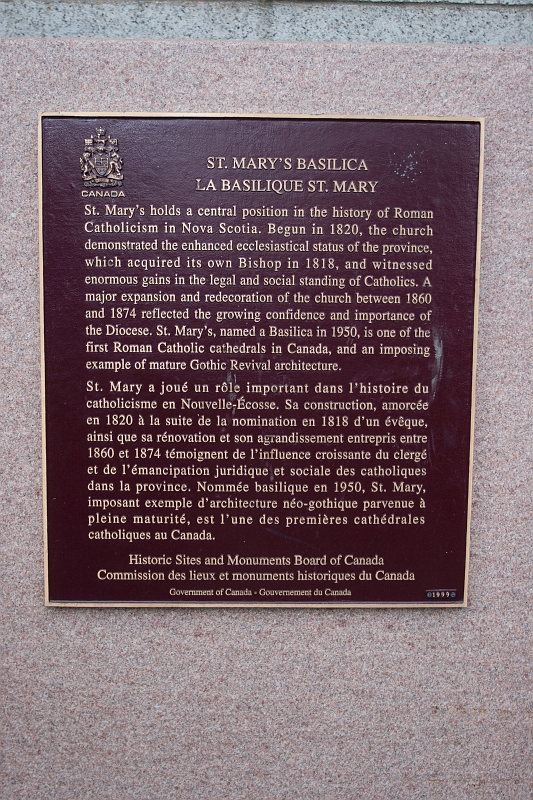 CANADA
ST. MARY'S BASILICA
LA BASILIQUE ST. MARY
St. Mary's holds a central position in the history of Roman
Catholicism in Nova Scotia. Begun in 1820, the church
demonstrated the enhanced ecclesiastical status of the province,
which acquired its own Bishop in 1818, and witnessed
enormous gains in the legal and social standing of Catholics. A
major expansion and redecoration of the church between 1860
and 1874 reflected the growing confidence and importance of
the Diocese. St. Mary's, named a Basilica in 1950, is one of the
first Roman Catholic cathedrals in Canada, and an imposing
example of mature Gothic Revival architecture.
St. Mary a joué un rôle important dans l'histoire du
catholicisme en Nouvelle-Écosse. Sa construction, amorcée
en 1820 à la suite de la nomination en 1818 d'un évêque,
ainsi que sa rénovation et son agrandissement entrepris entre
1860 et 1874 témoignent de l'influence croissante du clergé
et de l'émancipation juridique et sociale des catholiques
dans la province. Nommée basilique en 1950, St. Mary,
imposant exemple d'architecture néo-gothique parvenue à
pleine maturité, est l'une des premières cathédrales
catholiques au Canada.
Historic Sites and Monuments Board of Canada
Commission des lieux et monuments historiques du Canada
Government of Canada - Gouvernement du Canada
1999